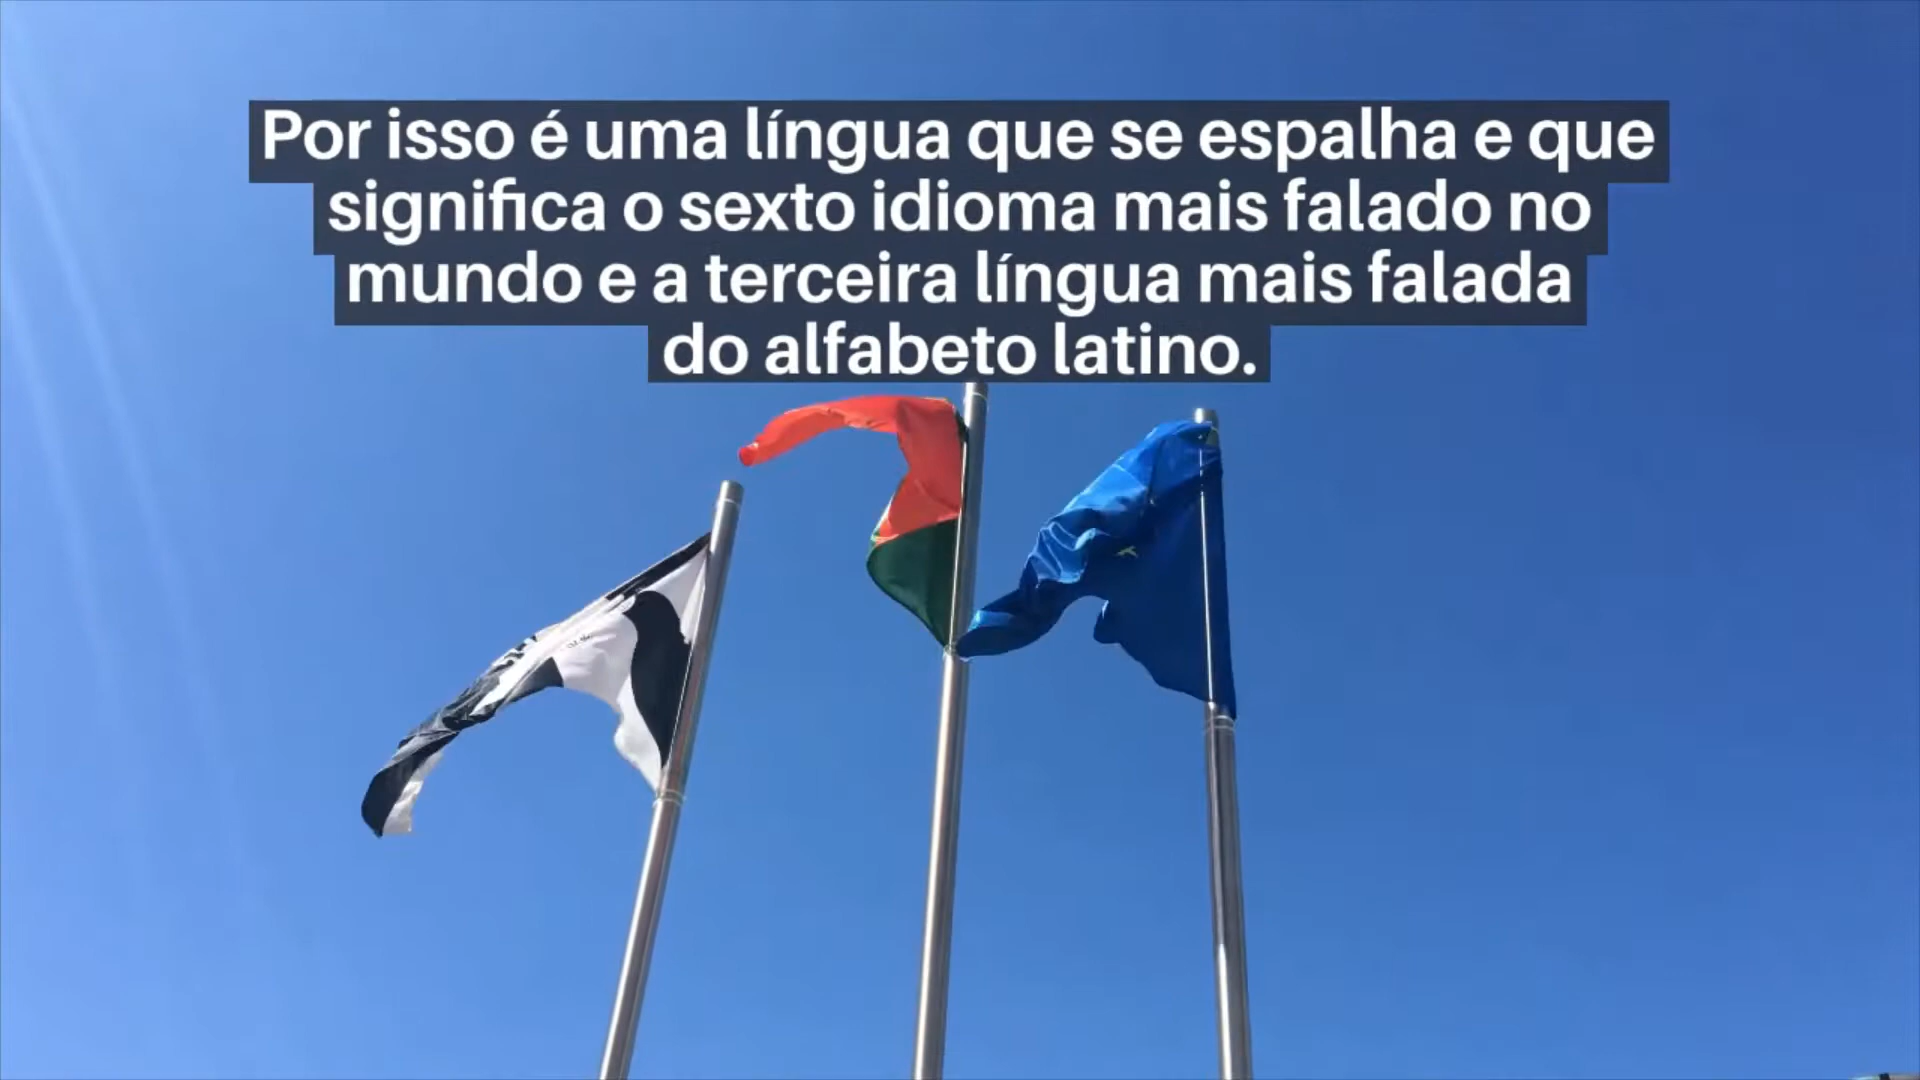 Por isso é uma língua que se espalha e que
significa o sexto idioma mais falado no
mundo e a terceira língua mais falada
do alfabeto latino.